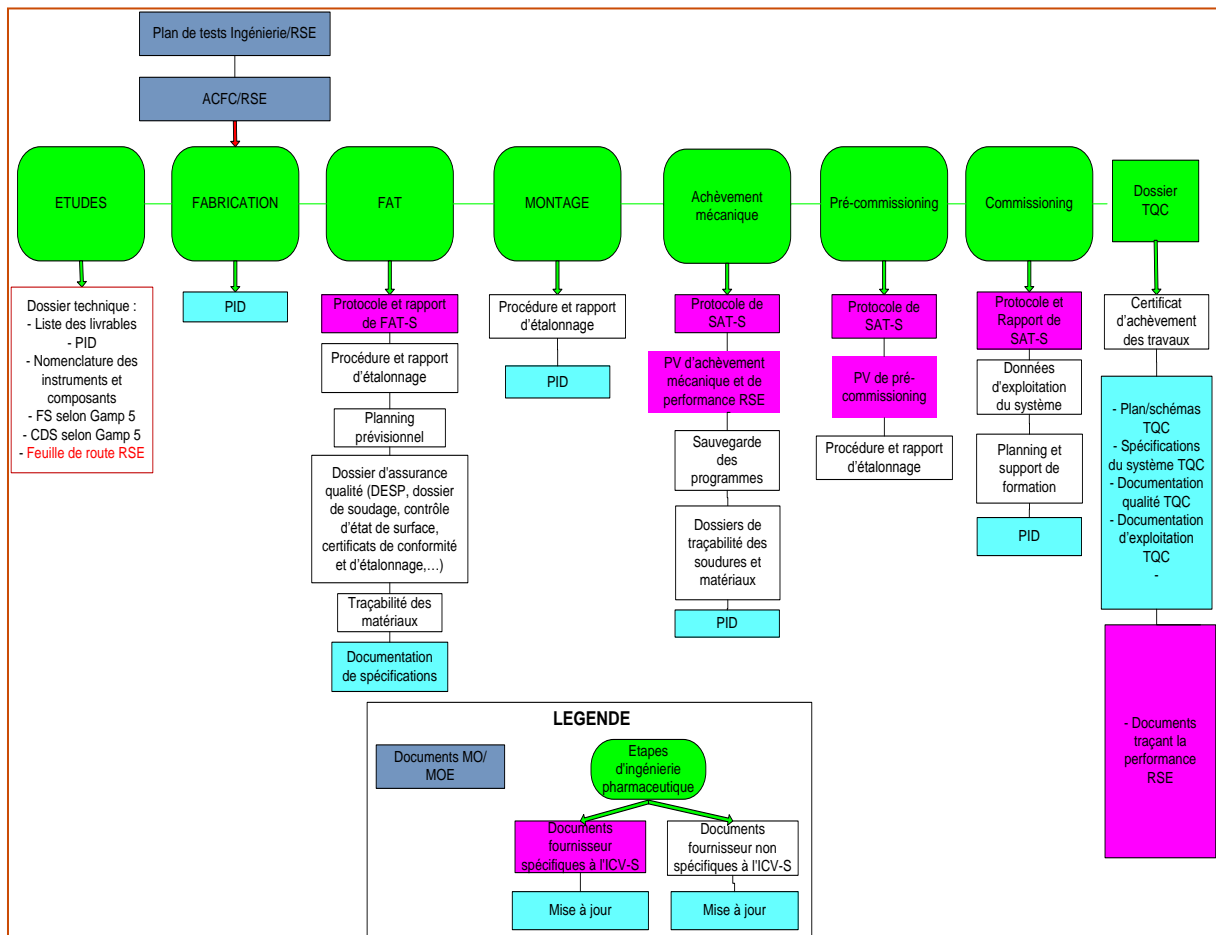 Plan de tests Ingénierie/RSE
ACFC/RSE
ETUDES
FABRICATION
FAT
MONTAGE
Achèvement
mécanique
Pré-commissioning
Commissioning
Dossier
TQC
Dossier technique :
- Liste des livrables
- PID
- Nomenclature des
instruments et
composants
- FS selon Gamp 5
- CDS selon Gamp 5
- Feuille de route RSE
PID
Protocole et rapport
de FAT-S
Procédure et rapport
d'étalonnage
Planning
prévisionnel
Dossier d'assurance
qualité (DESP, dossier
de soudage, contrôle
d'état de surface,
certificats de conformité
et d'étalonnage,…)
Traçabilité des
matériaux
Documentation
de spécifications
Procédure et rapport
d'étalonnage
PID
Protocole de
SAT-S
PV d'achèvement
mécanique et de
performance RSE
Sauvegarde
des
programmes
Dossiers de
traçabilité des
soudures et
matériaux
PID
Protocole de
SAT-S
PV de pré-
commissioning
Procédure et rapport
d'étalonnage
Protocole et
Rapport de
SAT-S
Données
d'exploitation
du système
Planning et
support de
formation
PID
Certificat
d'achèvement
des travaux
- Plan/schémas
TQC
- Spécifications
du système TQC
- Documentation
qualité TQC
- Documentation
d'exploitation
TQC
-
- Documents
traçant la
performance
RSE
LEGENDE
Documents MO/
MOE
Etapes
d'ingénierie
pharmaceutique
Documents
fournisseur
spécifiques à l'ICV-S
Documents
fournisseur non
spécifiques à l'ICV-S
Mise à jour
Mise à jour